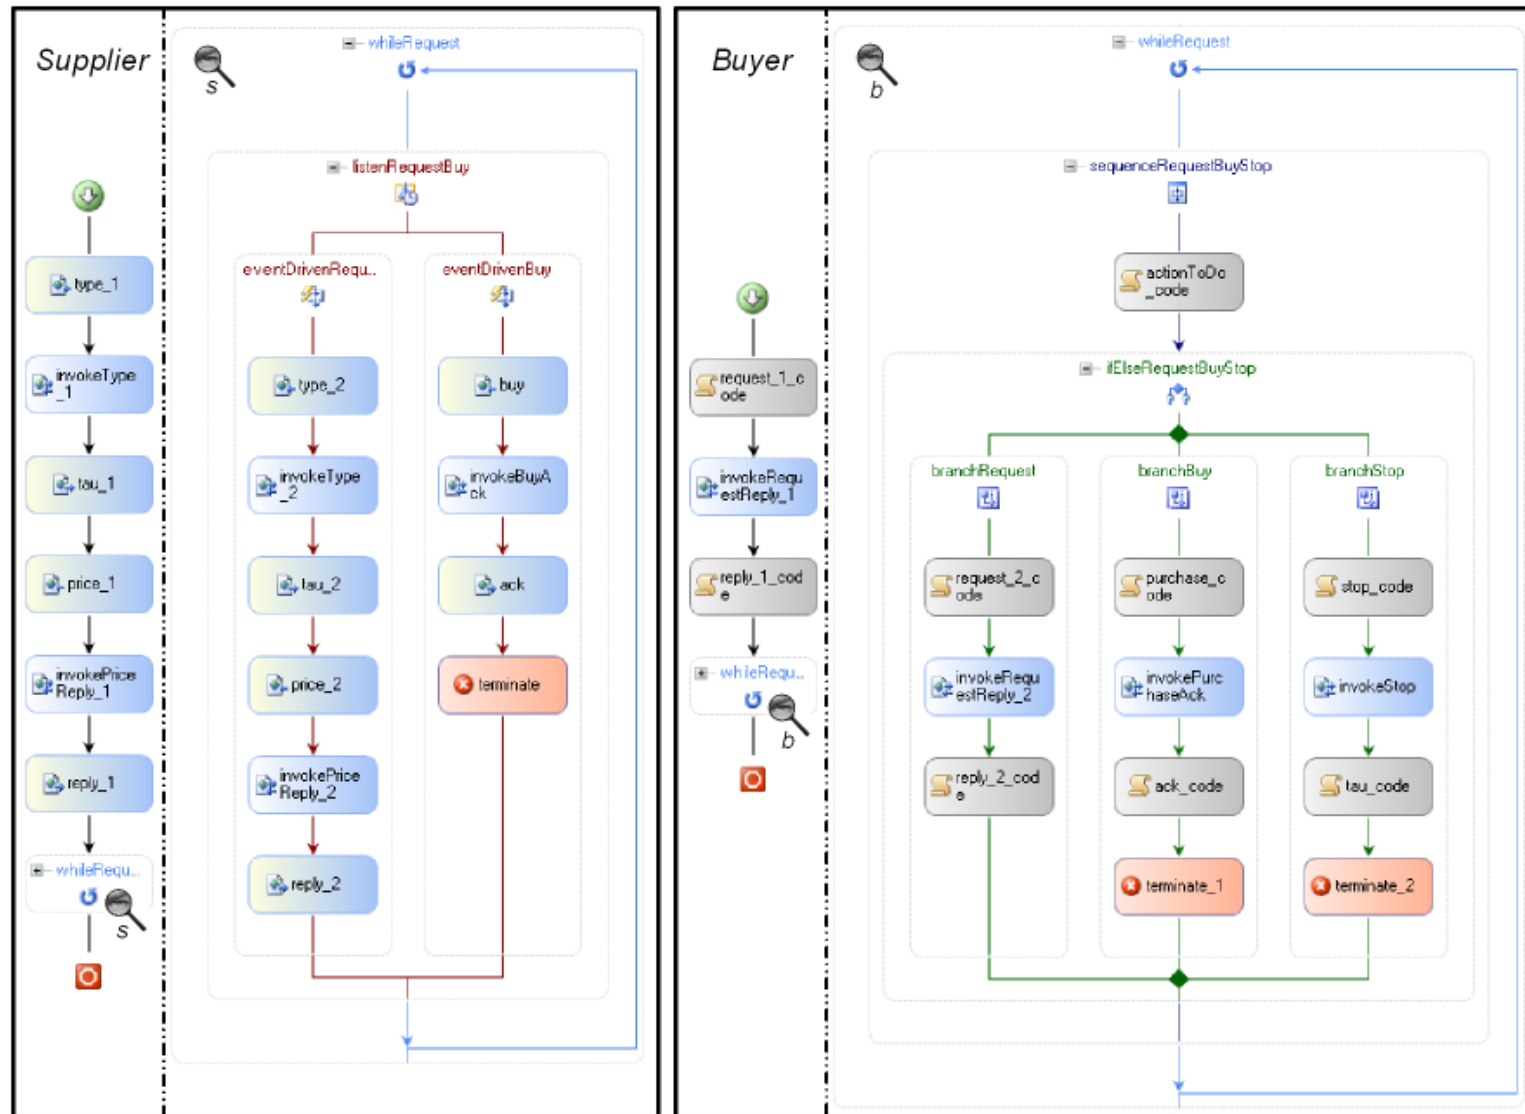 Supplier
type_1
invokeType
_1
tau_1
price_1
invokePrice
Reply_1
reply_1
whileRequ...
s
s
whileRequest
listenRequestBuy
eventDrivenRequ...
type_2
invokeType
_2
tau_2
price_2
invokePrice
Reply_2
reply_2
eventDrivenBuy
buy
invokeBuyA
ck
ack
terminate
Buyer
request_1_c
ode
invokeRequ
estReply_1
reply_1_cod
e
whileRequ...
b
b
whileRequest
sequenceRequestBuyStop
actionToDo
_code
ifElseRequestBuyStop
branchRequest
request_2_c
ode
invokeRequ
estReply_2
reply_2_cod
e
branchBuy
purchase_c
ode
invokePurc
haseAck
ack_code
terminate_1
branchStop
stop_code
invokeStop
tau_code
terminate_2